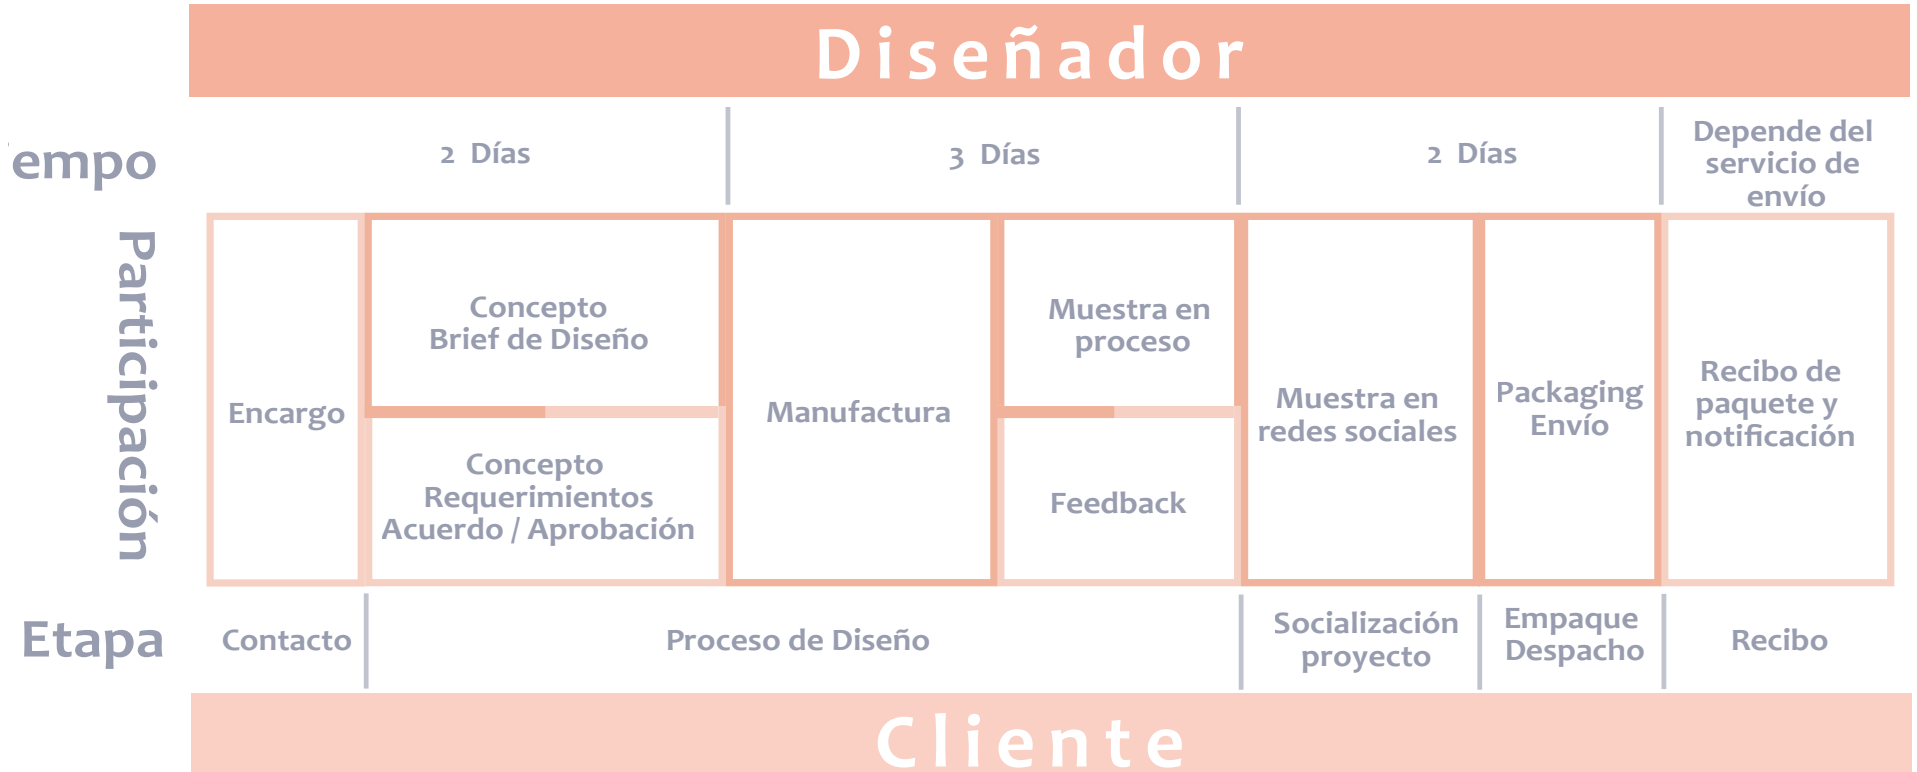 Diseñador
empo
2 Días
3 Días
2 Días
Depende del
servicio de
envío
Participación
Encargo
Concepto
Brief de Diseño
Concepto
Requerimientos
Acuerdo / Aprobación
Manufactura
Muestra en
proceso
Feedback
Muestra en
redes sociales
Packaging
Envío
Recibo de
paquete y
notificación
Etapa
Contacto
Proceso de Diseño
Socialización
proyecto
Empaque
Despacho
Recibo
Cliente